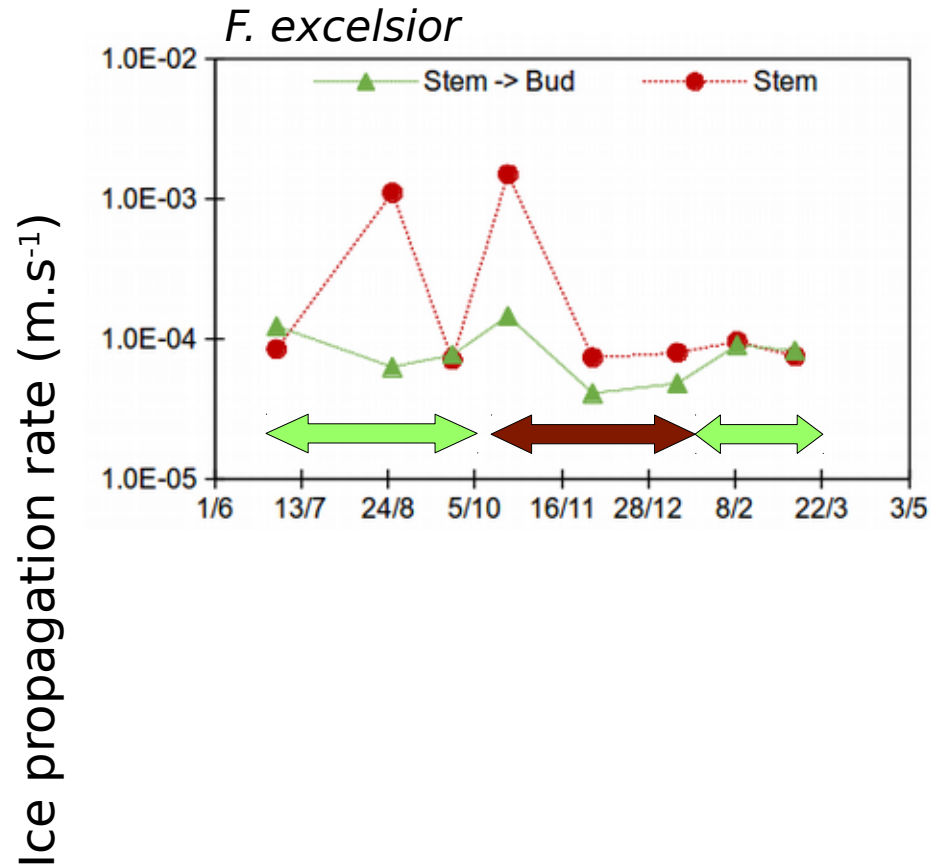 F. excelsior
1.0E-02
Stem -> Bud
Stem
1.0E-03
1.0E-04
1.0E-05
1/6 13/7 24/8 5/10 16/11 28/12 8/2 22/3 3/5
Ice propagation rate (m.s-1)